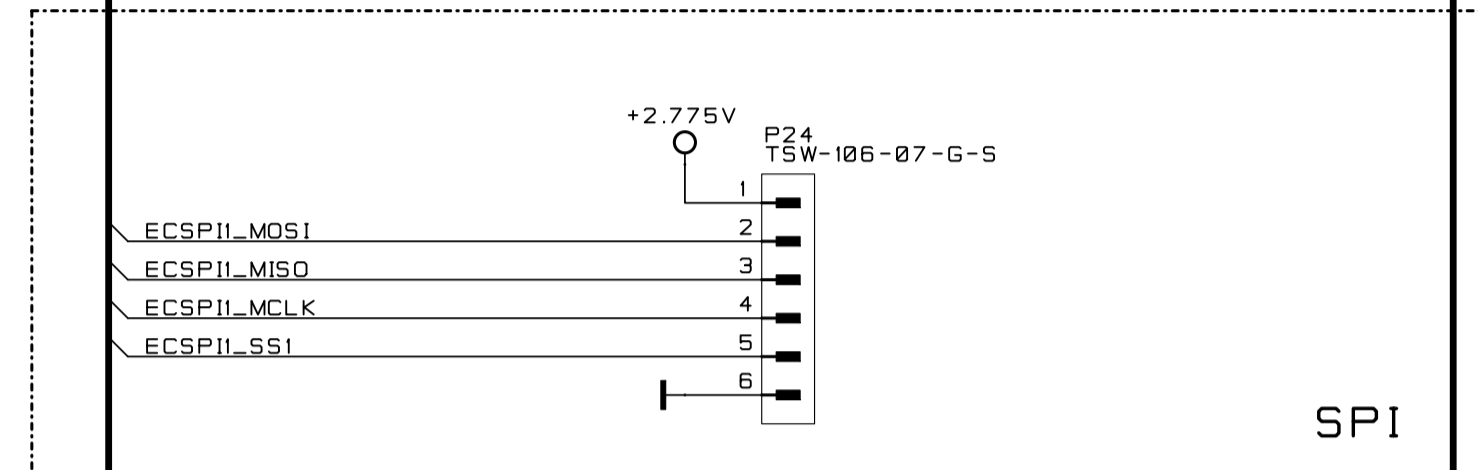 +2.775V
P24
TSW-106-07-G-S
1
ECSPI1_MOSI 2
ECSPI1_MISO 3
ECSPI1_MCLK 4
ECSPI1_SS1 5
6
SPI